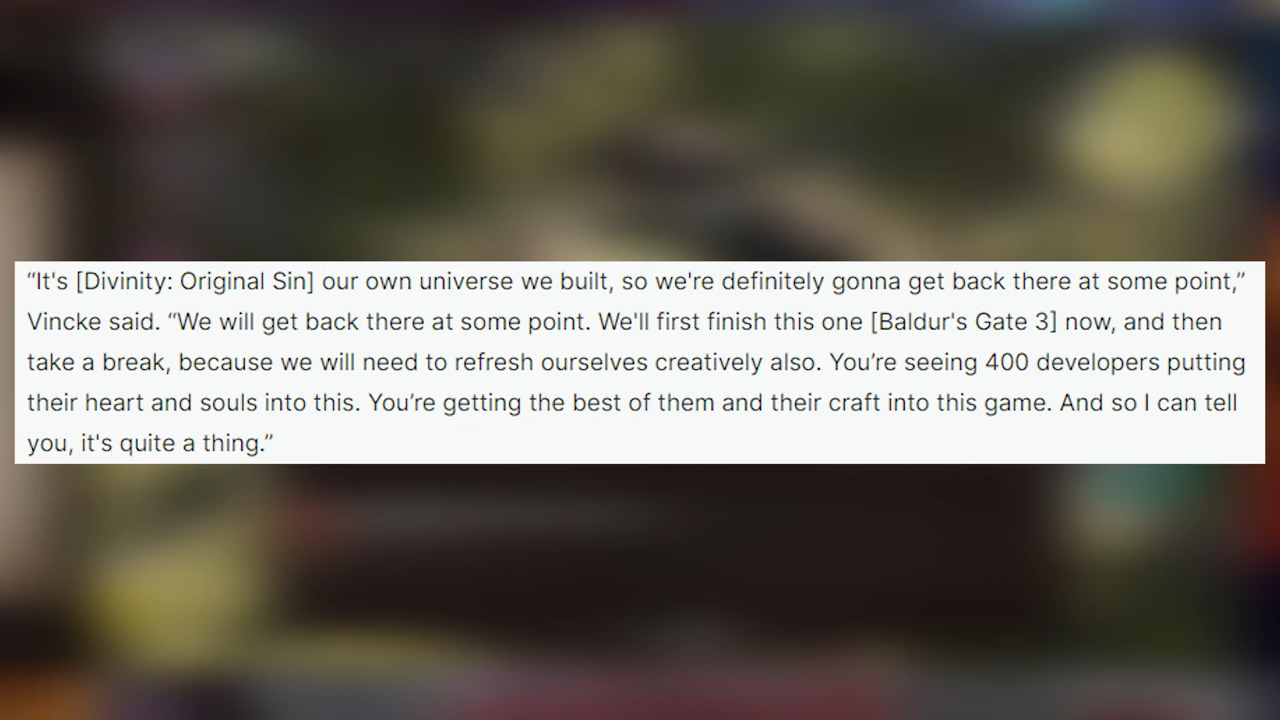 “It's [Divinity: Original Sin] our own universe we built, so we're definitely gonna get back there at some point,”
Vincke said. “We will get back there at some point. We'll first finish this one [Baldur's Gate 3] now, and then
take a break, because we will need to refresh ourselves creatively also. You’re seeing 400 developers putting
their heart and souls into this. You’re getting the best of them and their craft into this game. And so I can tell
you, it's quite a thing.”